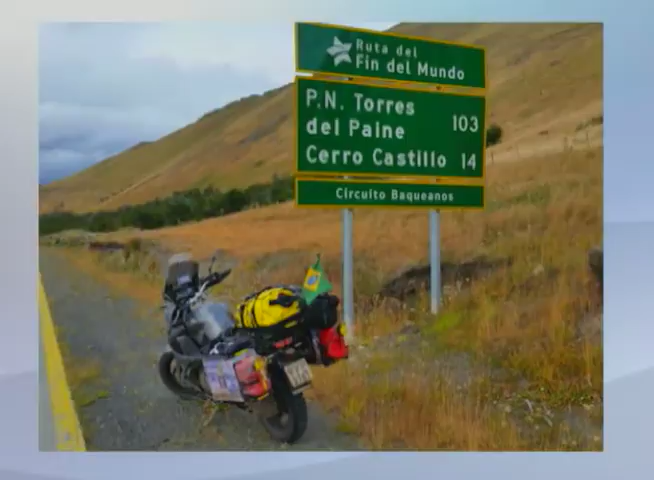 Ruta del
Fin del Mundo
P.N. Torres
del Paine 103
Cerro Castillo 14
Circuito Baqueanos